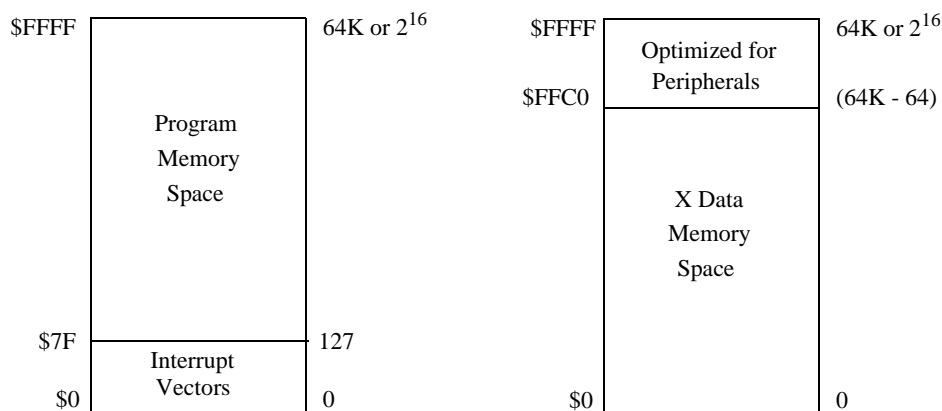 $FFFF
64K or 2^16
Program
Memory
Space
$7F
127
Interrupt
Vectors
$0
0
$FFFF
64K or 2^16
Optimized for
Peripherals
$FFC0
(64K - 64)
X Data
Memory
Space
$0
0